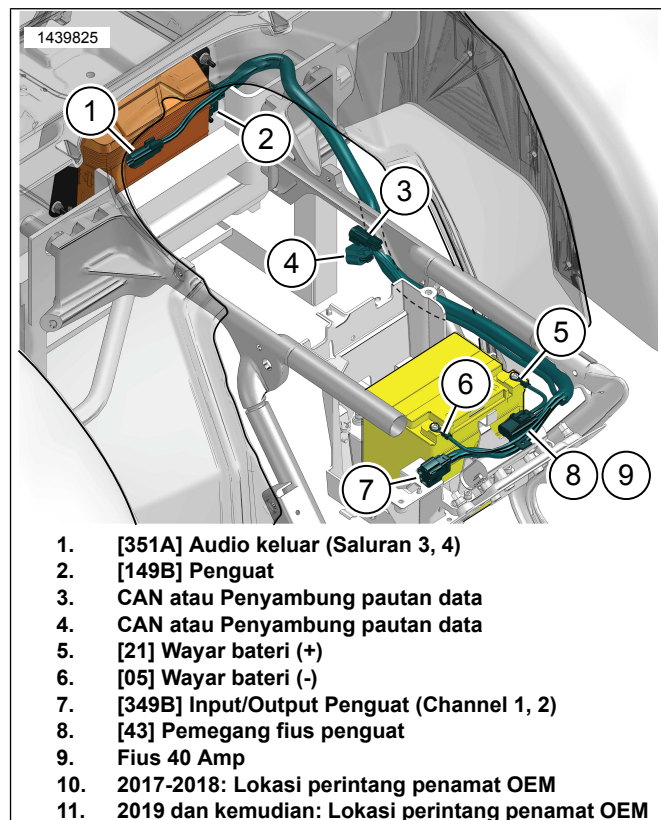 1439825
1
2
3
4
5
6
7
8 9
1. [351A] Audio keluar (Saluran 3, 4)
2. [149B] Penguat
3. CAN atau Penyambung pautan data
4. CAN atau Penyambung pautan data
5. [21] Wayar bateri (+)
6. [05] Wayar bateri (-)
7. [349B] Input/Output Penguat (Channel 1, 2)
8. [43] Pemegang fius penguat
9. Fius 40 Amp
10. 2017-2018: Lokasi perintang penamat OEM
11. 2019 dan kemudian: Lokasi perintang penamat OEM